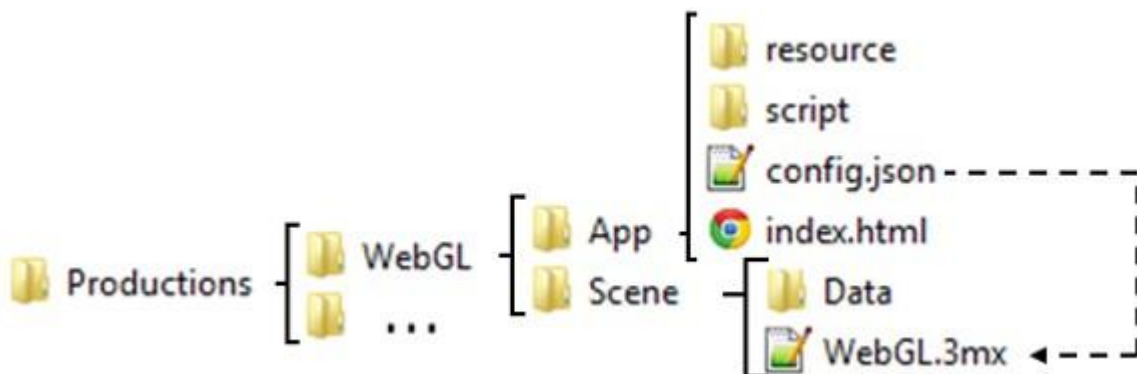 resource
script
config.json
index.html
App
WebGL
Productions
Scene
Data
...
WebGL.3mx